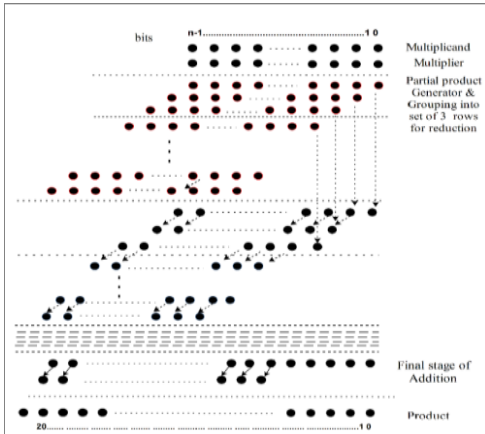 bits
n-1..............................1 0
Multiplicand
Multiplier
Partial product
Generator &
Grouping into
set of 3 rows
for reduction
Final stage of
Addition
Product
20..............................1 0